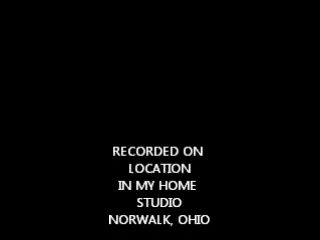 RECORDED ON
LOCATION
IN MY HOME
STUDIO
NORWALK, OHIO